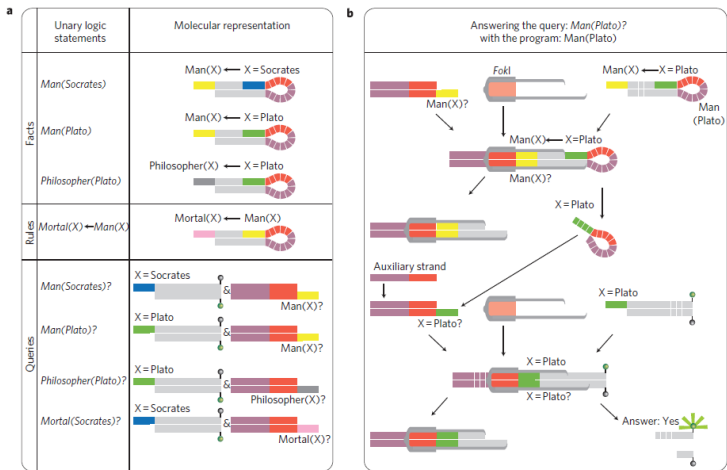 a
Unary logic
statements
Molecular representation
Facts
Man(Socrates)
Man(X) ← X = Socrates
Man(Plato)
Man(X) ← X = Plato
Philosopher(Plato)
Philosopher(X) ← X = Plato
Rules
Mortal(X)←Man(X)
Mortal(X) ← Man(X)
Queries
Man(Socrates)?
X = Socrates
&
Man(X)?
Man(Plato)?
X = Plato
&
Man(X)?
Philosopher(Plato)?
X = Plato
&
Philosopher(X)?
Mortal(Socrates)?
X = Socrates
&
Mortal(X)?
b
Answering the query: Man(Plato)?
with the program: Man(Plato)
Man(X)?
FokI
Man(X) ← X = Plato
Man
(Plato)
Man(X) ← X = Plato
Man(X)?
X = Plato
Auxiliary strand
X = Plato?
X = Plato
X = Plato
X = Plato?
Answer: Yes